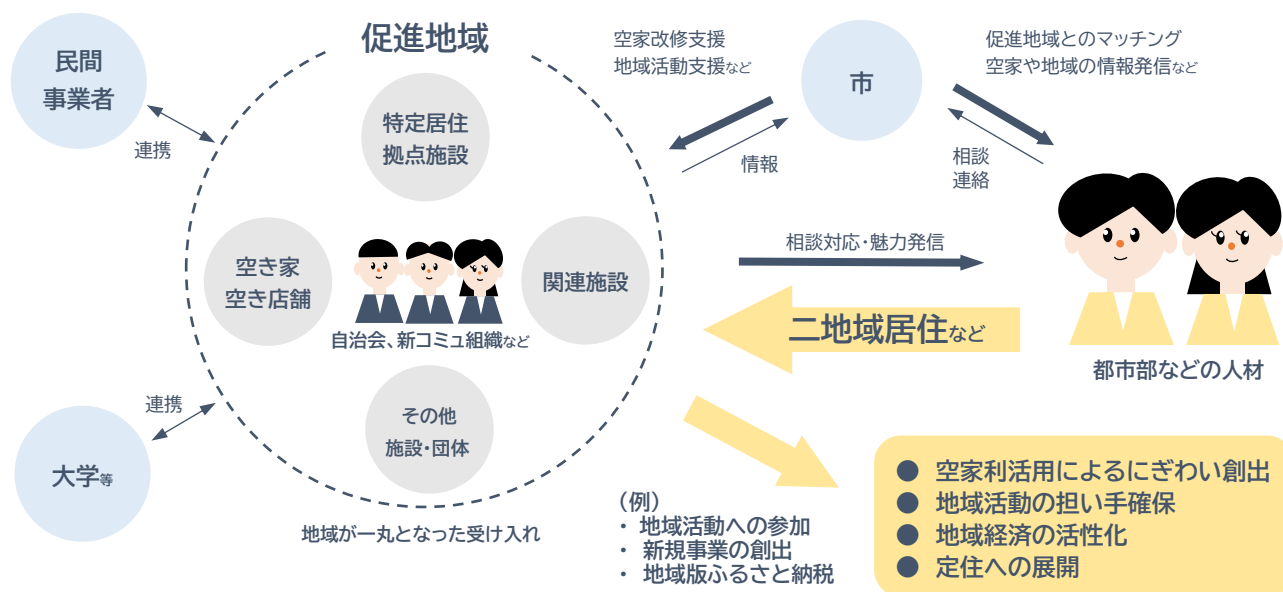 促進地域
民間
事業者
連携
特定居住
拠点施設
空き家
空き店舗
関連施設
自治会、新コミュ組織など
その他
施設・団体
大学等
連携
地域が一丸となった受け入れ
空家改修支援
地域活動支援など
情報
市
促進地域とのマッチング
空家や地域の情報発信など
相談
連絡
相談対応・魅力発信
二地域居住など
都市部などの人材
（例）
・ 地域活動への参加
・ 新規事業の創出
・ 地域版ふるさと納税
● 空家利活用によるにぎわい創出
● 地域活動の担い手確保
● 地域経済の活性化
● 定住への展開